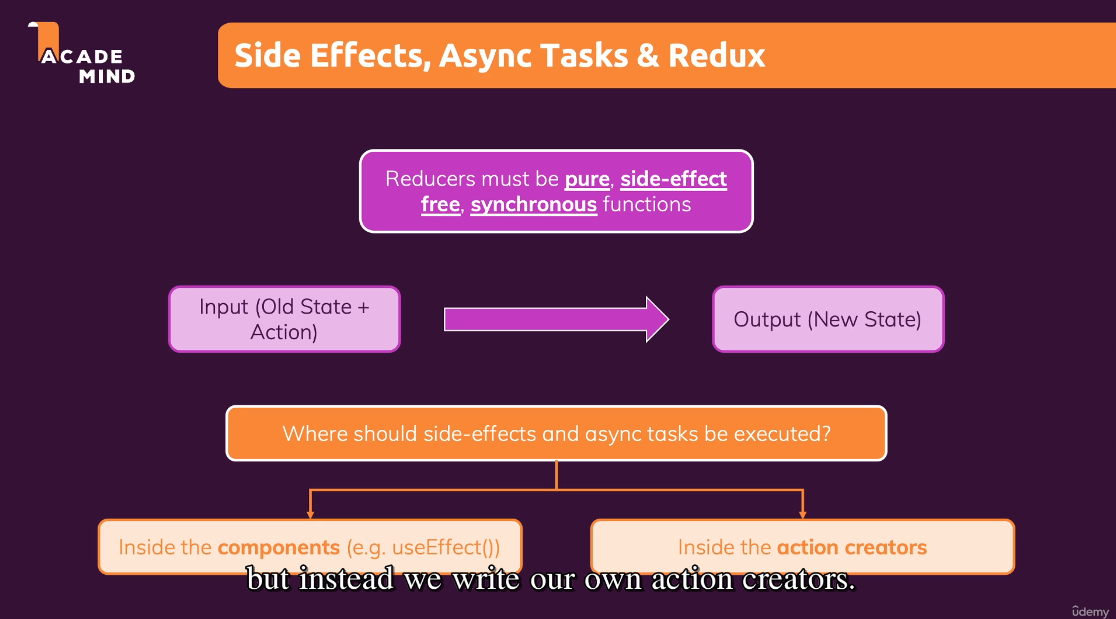 ACADE
MIND
Side Effects, Async Tasks & Redux
Reducers must be pure, side-effect
free, synchronous functions
Input (Old State +
Action)
Output (New State)
Where should side-effects and async tasks be executed?
Inside the components (e.g. useEffect())
Inside the action creators
but instead we write our own action creators.
ûdemy